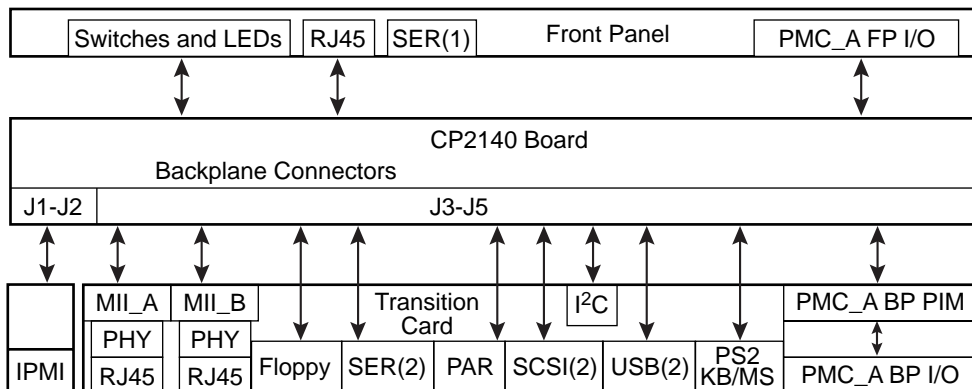 Switches and LEDs RJ45 SER(1) Front Panel PMC_A FP I/O
CP2140 Board
Backplane Connectors
J1-J2 J3-J5
MII_A MII_B Transition Card I²C PMC_A BP PIM
PHY PHY
IPMI RJ45 RJ45 Floppy SER(2) PAR SCSI(2) USB(2) PS2 KB/MS PMC_A BP I/O